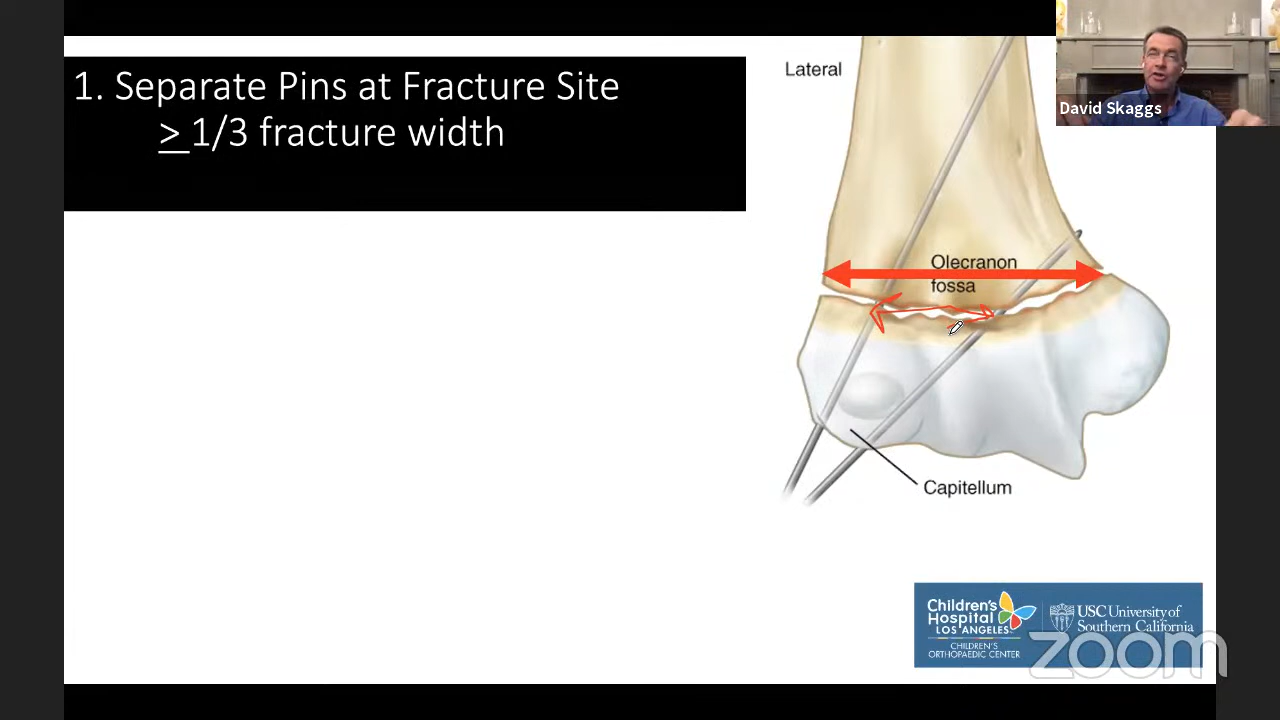 1. Separate Pins at Fracture Site
> 1/3 fracture width
Lateral
David Skaggs
Olecranon
fossa
Capitellum
Children's
Hospital
LOS ANGELES
CHILDREN'S
ORTHOPAEDIC CENTER
USC University of
Southern California
zoom